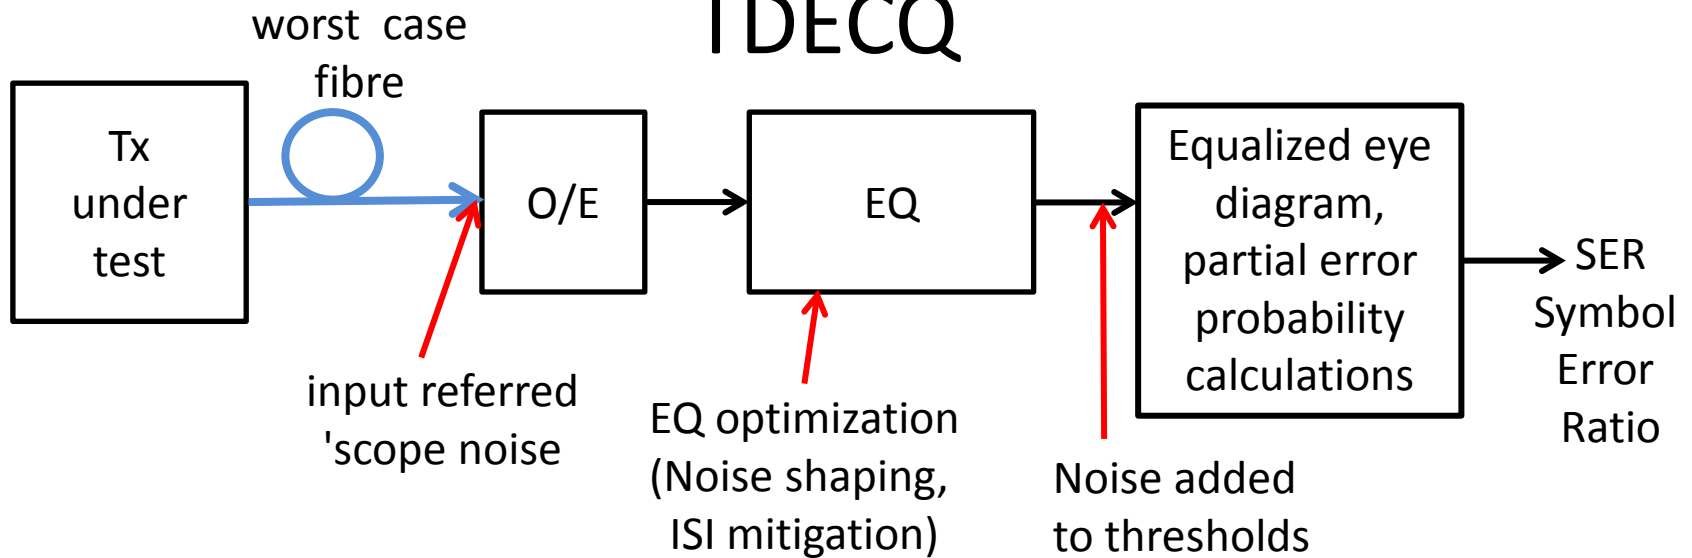 TDECQ
worst case
fibre
Tx
under
test
O/E
EQ
Equalized eye
diagram,
partial error
probability
calculations
SER
Symbol
Error
Ratio
input referred
'scope noise
EQ optimization
(Noise shaping,
ISI mitigation)
Noise added
to thresholds